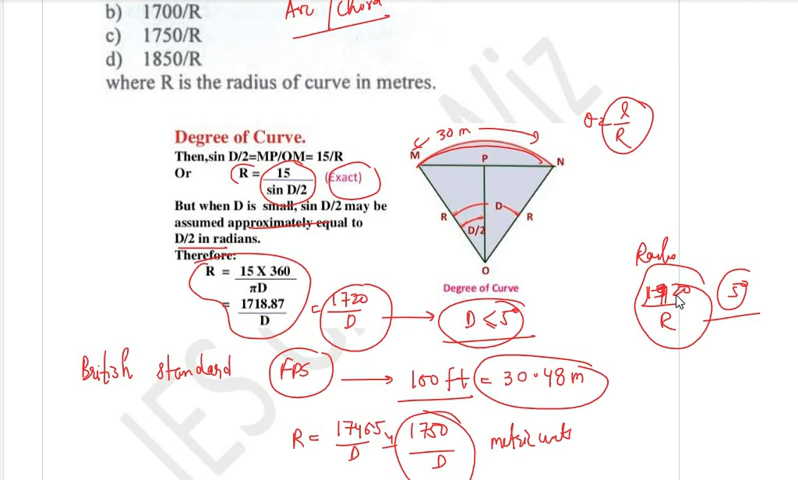 b) 1700/R
Arc / Chord
c) 1750/R
d) 1850/R
where R is the radius of curve in metres.
Degree of Curve.
Then,sin D/2=MP/OM= 15/R
Or R = 15 / sin D/2 (Exact)
But when D is small, sin D/2 may be
assumed approximately equal to
D/2 in radians.
Therefore:
R = 15 X 360 / πD
= 1718.87 / D
= 1720 / D → D ≤ 5°
30 m
M P N
R D R
D/2
O
Degree of Curve
θ = l / R
1720 / R
5°
British standard FPS → 100 ft = 30.48 m
R = 1746.5 / D ≈ 1750 / D metric units